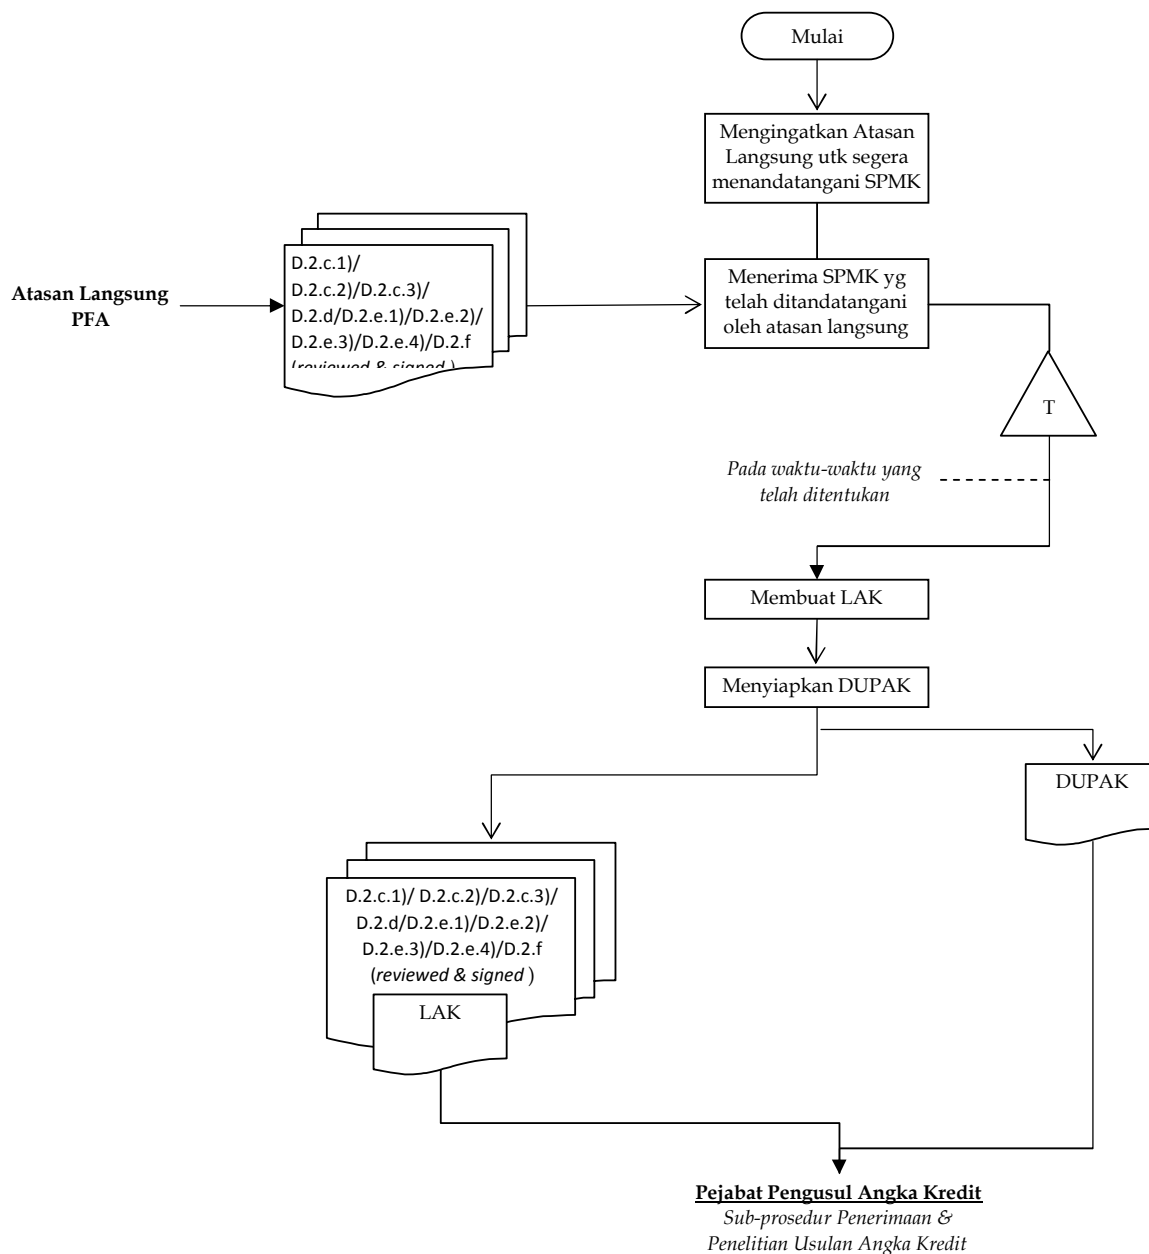 Mulai
Mengingatkan Atasan
Langsung utk segera
menandatangani SPMK
D.2.c.1)/
D.2.c.2)/D.2.c.3)/
D.2.d/D.2.e.1)/D.2.e.2)/
D.2.e.3)/D.2.e.4)/D.2.f
(reviewed & signed )
Atasan Langsung
PFA
Menerima SPMK yg
telah ditandatangani
oleh atasan langsung
T
Pada waktu-waktu yang
telah ditentukan
Membuat LAK
Menyiapkan DUPAK
DUPAK
D.2.c.1)/ D.2.c.2)/D.2.c.3)/
D.2.d/D.2.e.1)/D.2.e.2)/
D.2.e.3)/D.2.e.4)/D.2.f
(reviewed & signed )
LAK
Pejabat Pengusul Angka Kredit
Sub-prosedur Penerimaan &
Penelitian Usulan Angka Kredit